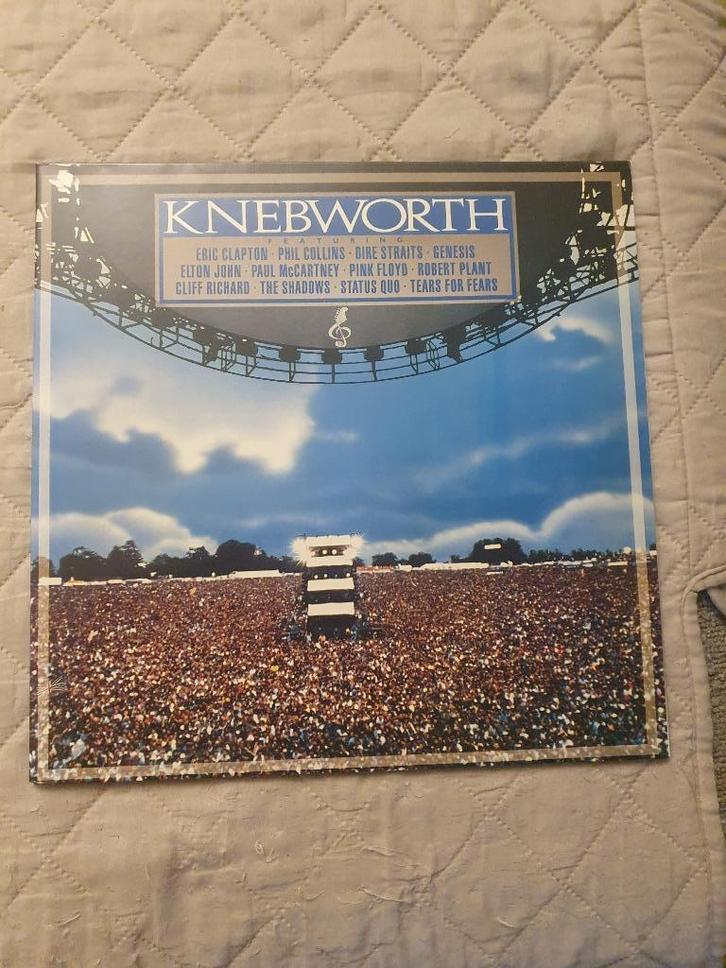 KNEBWORTH
FEATURING
ERIC CLAPTON · PHIL COLLINS · DIRE STRAITS · GENESIS
ELTON JOHN · PAUL McCARTNEY · PINK FLOYD · ROBERT PLANT
CLIFF RICHARD · THE SHADOWS · STATUS QUO · TEARS FOR FEARS